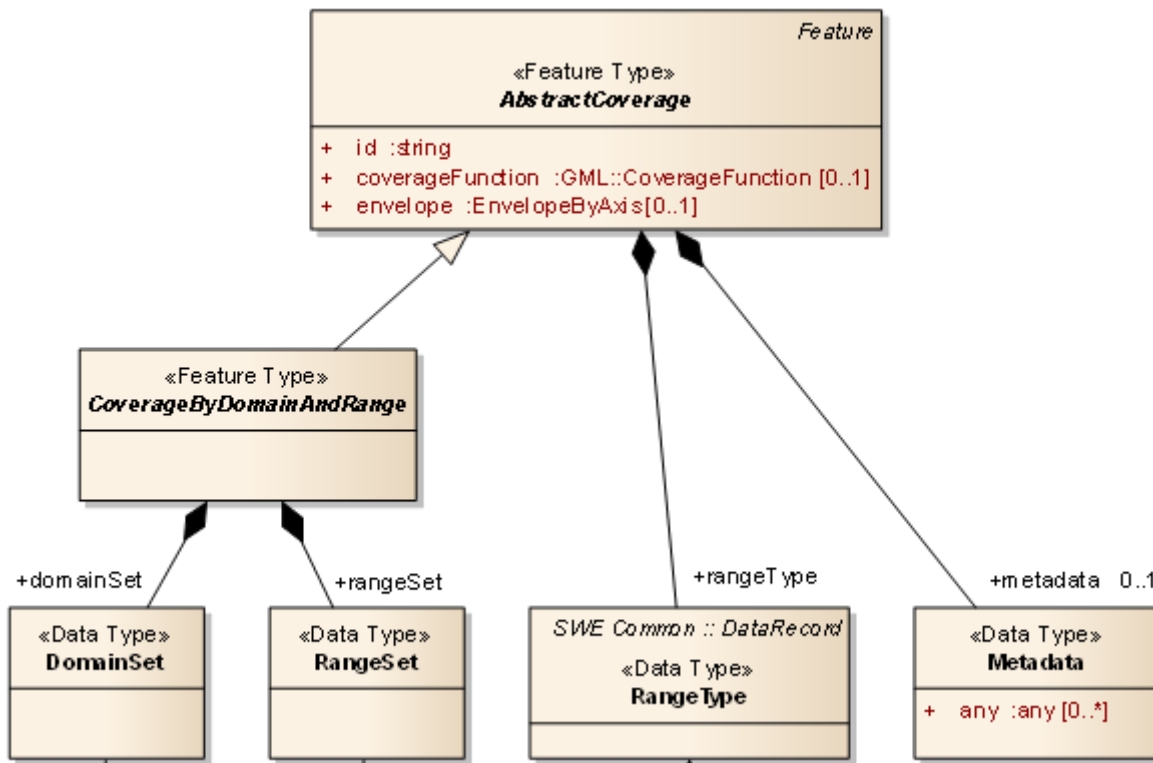 Feature
«Feature Type»
AbstractCoverage
+ id :string
+ coverageFunction :GML::CoverageFunction [0..1]
+ envelope :EnvelopeByAxis[0..1]
«Feature Type»
CoverageByDomainAndRange
+domainSet
+rangeSet
+rangeType
+metadata 0..1
«Data Type»
DomainSet
«Data Type»
RangeSet
SWE Common :: DataRecord
«Data Type»
RangeType
«Data Type»
Metadata
+ any :any [0..*]